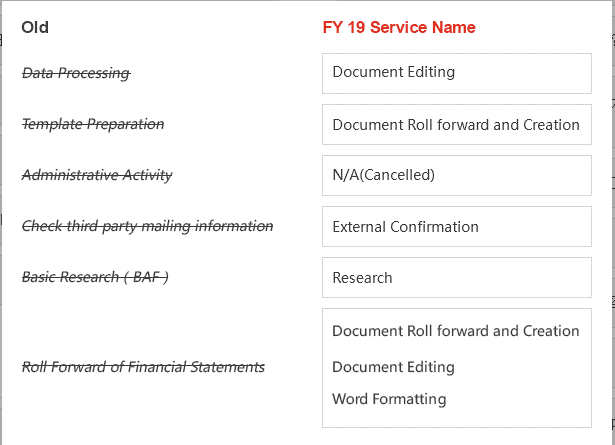 Old FY 19 Service Name
Data Processing Document Editing
Template Preparation Document Roll forward and Creation
Administrative Activity N/A(Cancelled)
Check third party mailing information External Confirmation
Basic Research ( BAF ) Research
Document Roll forward and Creation
Roll Forward of Financial Statements Document Editing
Word Formatting